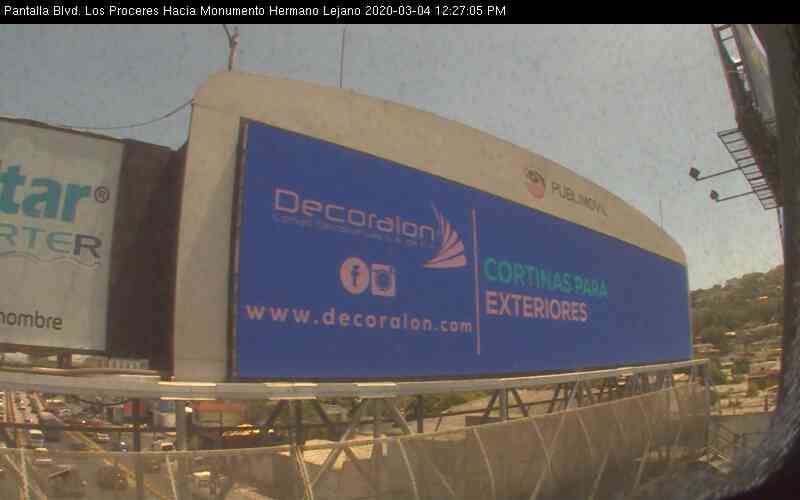 Pantalla Blvd. Los Proceres Hacia Monumento Hermano Lejano 2020-03-04 12:27:05 PM
PUBLIMOVIL
tar®
RTER
nombre
Decoralon
www.decoralon.com
CORTINAS PARA
EXTERIORES